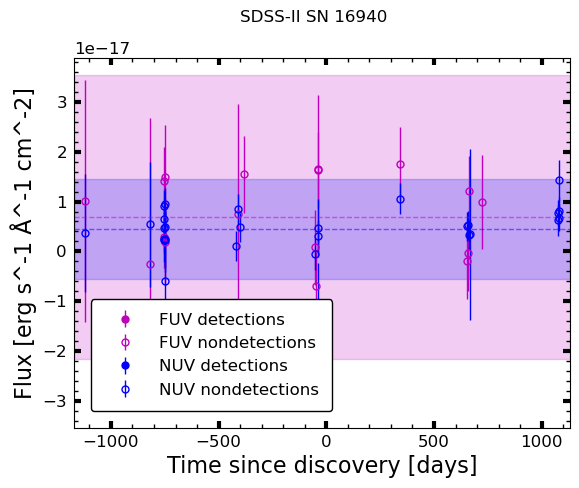 SDSS-II SN 16940
1e−17
3
2
1
0
−1
−2
−3
Flux [erg s^-1 Å^-1 cm^-2]
FUV detections
FUV nondetections
NUV detections
NUV nondetections
−1000 −500 0 500 1000
Time since discovery [days]